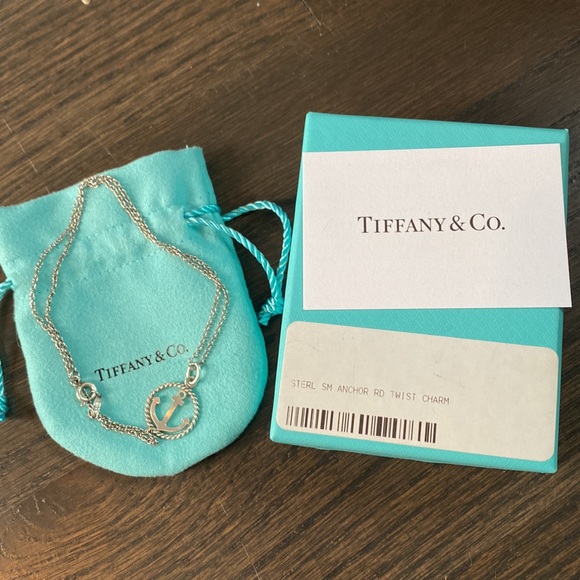 TIFFANY & CO.
TIFFANY & CO.
STERL SM ANCHOR RD TWIST CHARM